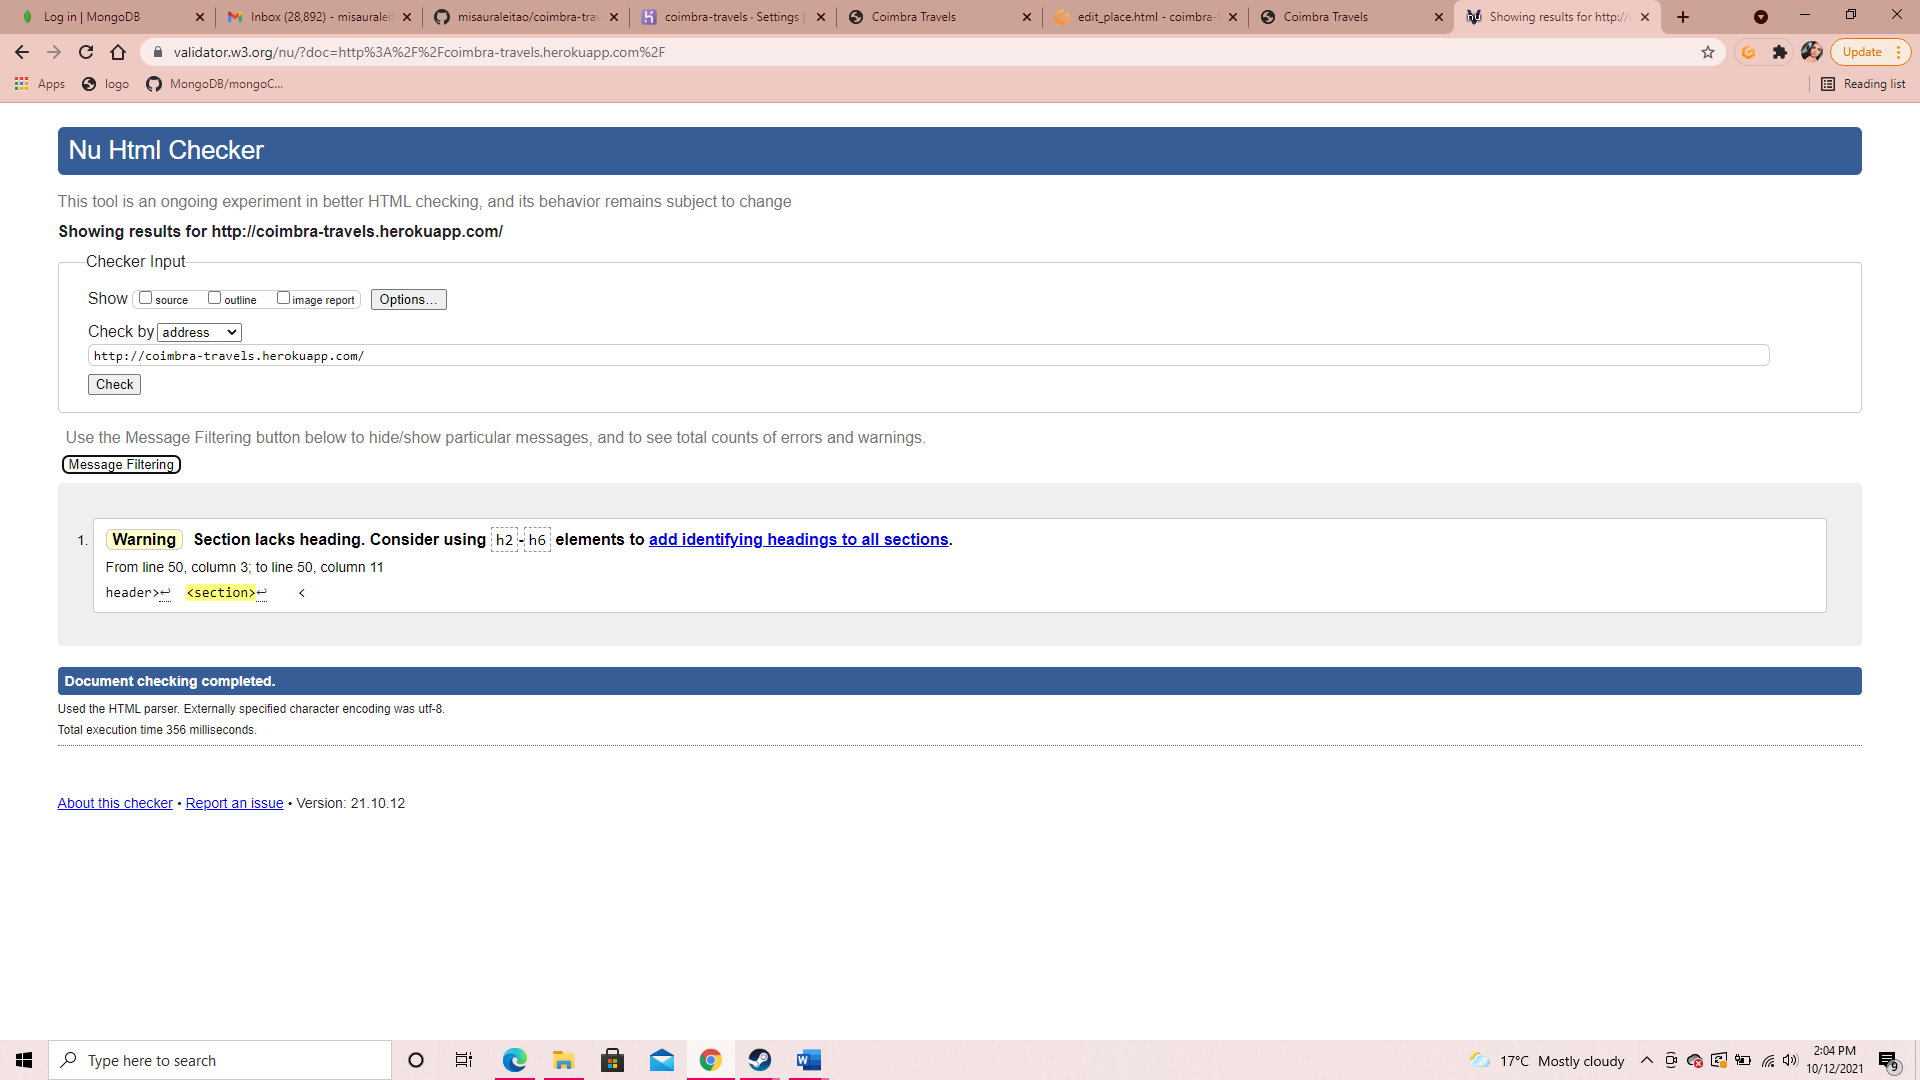 Log in | MongoDB
Inbox (28,892) - misaurale
misauraleitao/coimbra-tra
coimbra-travels · Settings
Coimbra Travels
edit_place.html - coimbra-
Coimbra Travels
Showing results for http://
validator.w3.org/nu/?doc=http%3A%2F%2Fcoimbra-travels.herokuapp.com%2F
Update
Apps
logo
MongoDB/mongoC...
Reading list
Nu Html Checker
This tool is an ongoing experiment in better HTML checking, and its behavior remains subject to change
Showing results for http://coimbra-travels.herokuapp.com/
Checker Input
Show source outline image report Options...
Check by address
http://coimbra-travels.herokuapp.com/
Check
Use the Message Filtering button below to hide/show particular messages, and to see total counts of errors and warnings.
Message Filtering
1. Warning Section lacks heading. Consider using h2-h6 elements to add identifying headings to all sections.
From line 50, column 3; to line 50, column 11
header>↩ <section>↩ <
Document checking completed.
Used the HTML parser. Externally specified character encoding was utf-8.
Total execution time 356 milliseconds.
About this checker • Report an issue • Version: 21.10.12
Type here to search
17°C Mostly cloudy
2:04 PM
10/12/2021
9